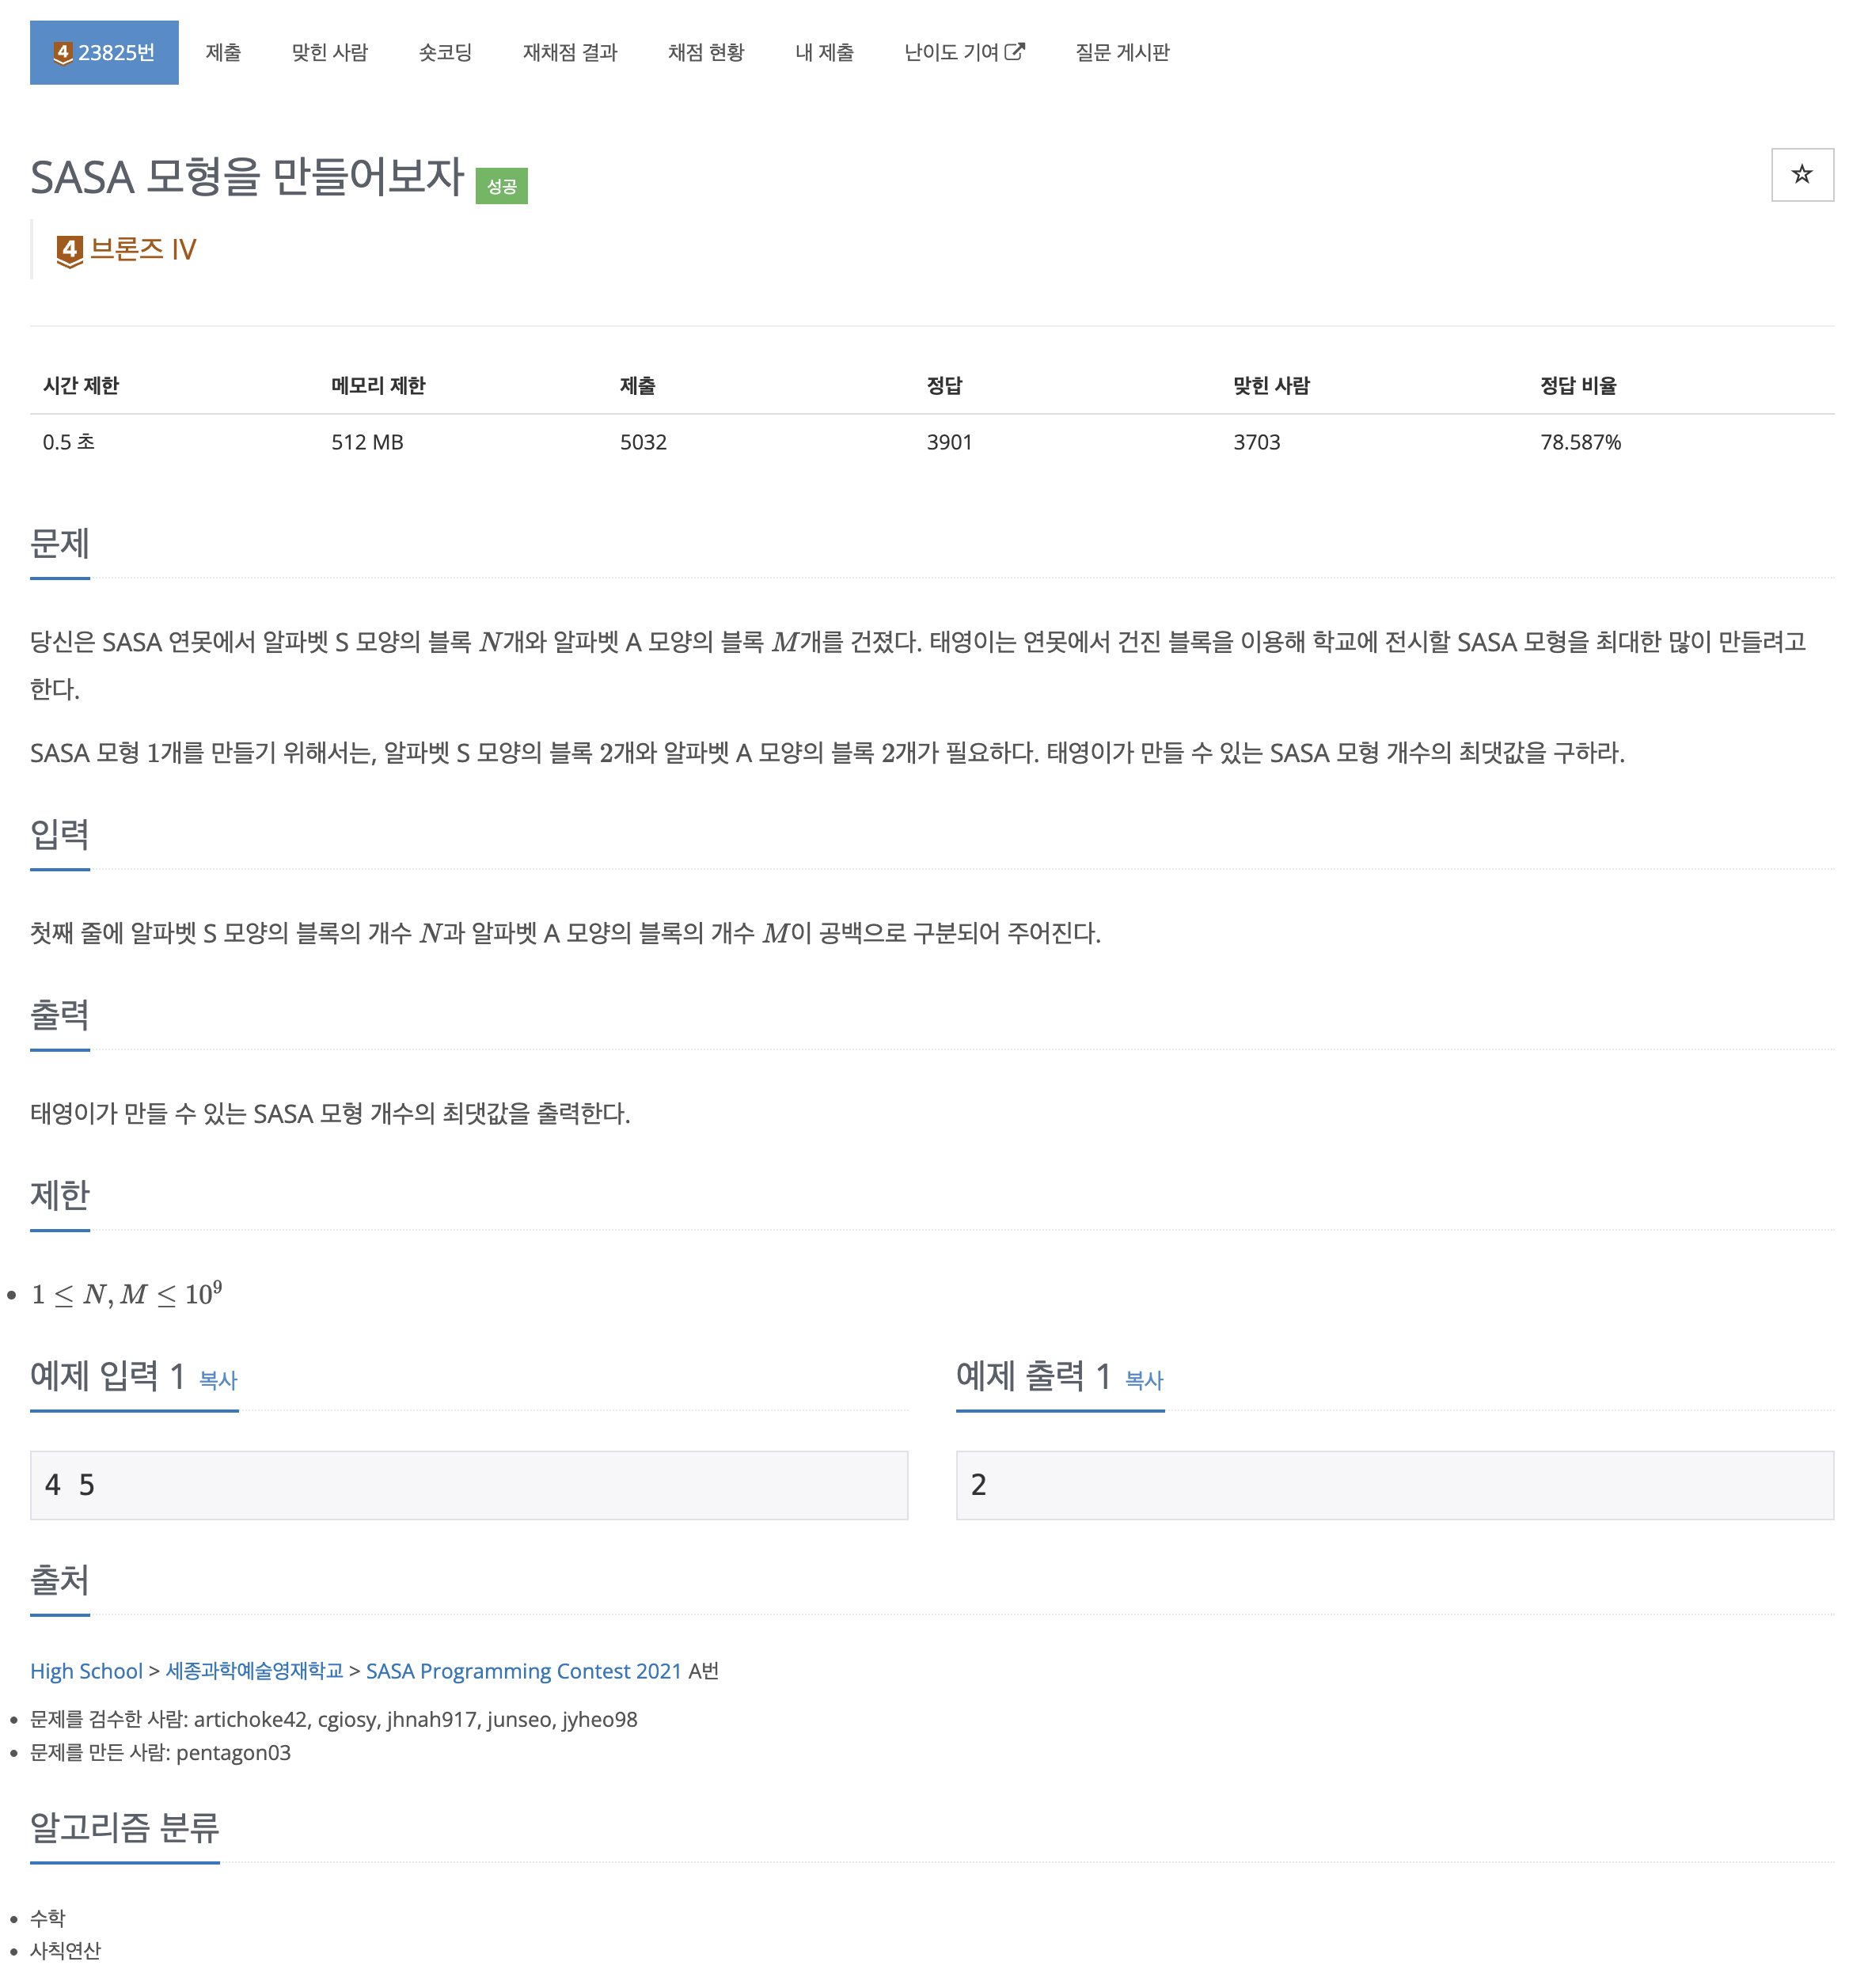 4 23825번 제출 맞힌 사람 숏코딩 재채점 결과 채점 현황 내 제출 난이도 기여 질문 게시판
SASA 모형을 만들어보자 성공
4 브론즈 IV
시간 제한 메모리 제한 제출 정답 맞힌 사람 정답 비율
0.5 초 512 MB 5032 3901 3703 78.587%
문제
당신은 SASA 연못에서 알파벳 S 모양의 블록 N개와 알파벳 A 모양의 블록 M개를 건졌다. 태영이는 연못에서 건진 블록을 이용해 학교에 전시할 SASA 모형을 최대한 많이 만들려고
한다.
SASA 모형 1개를 만들기 위해서는, 알파벳 S 모양의 블록 2개와 알파벳 A 모양의 블록 2개가 필요하다. 태영이가 만들 수 있는 SASA 모형 개수의 최댓값을 구하라.
입력
첫째 줄에 알파벳 S 모양의 블록의 개수 N과 알파벳 A 모양의 블록의 개수 M이 공백으로 구분되어 주어진다.
출력
태영이가 만들 수 있는 SASA 모형 개수의 최댓값을 출력한다.
제한
• 1 ≤ N, M ≤ 10⁹
예제 입력 1 복사 예제 출력 1 복사
4 5 2
출처
High School > 세종과학예술영재학교 > SASA Programming Contest 2021 A번
• 문제를 검수한 사람: artichoke42, cgiosy, jhnah917, junseo, jyheo98
• 문제를 만든 사람: pentagon03
알고리즘 분류
• 수학
• 사칙연산